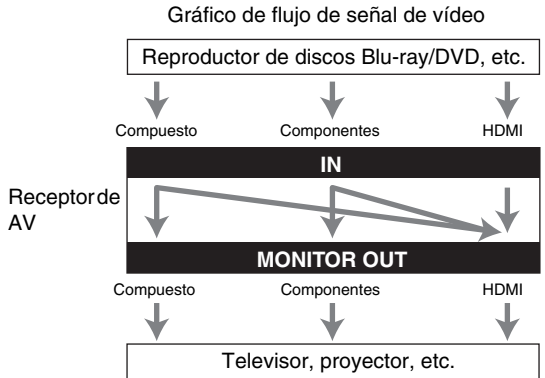 Gráfico de flujo de señal de vídeo
Reproductor de discos Blu-ray/DVD, etc.
Compuesto Componentes HDMI
IN
Receptor de
AV
MONITOR OUT
Compuesto Componentes HDMI
Televisor, proyector, etc.